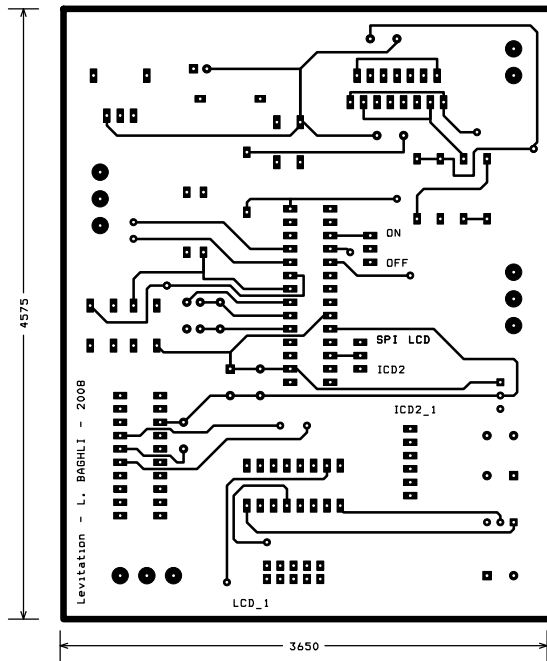 ON
OFF
4575
SPI LCD
ICD2
ICD2_1
Levitation - L. BAGHLI - 2008
LCD_1
3650